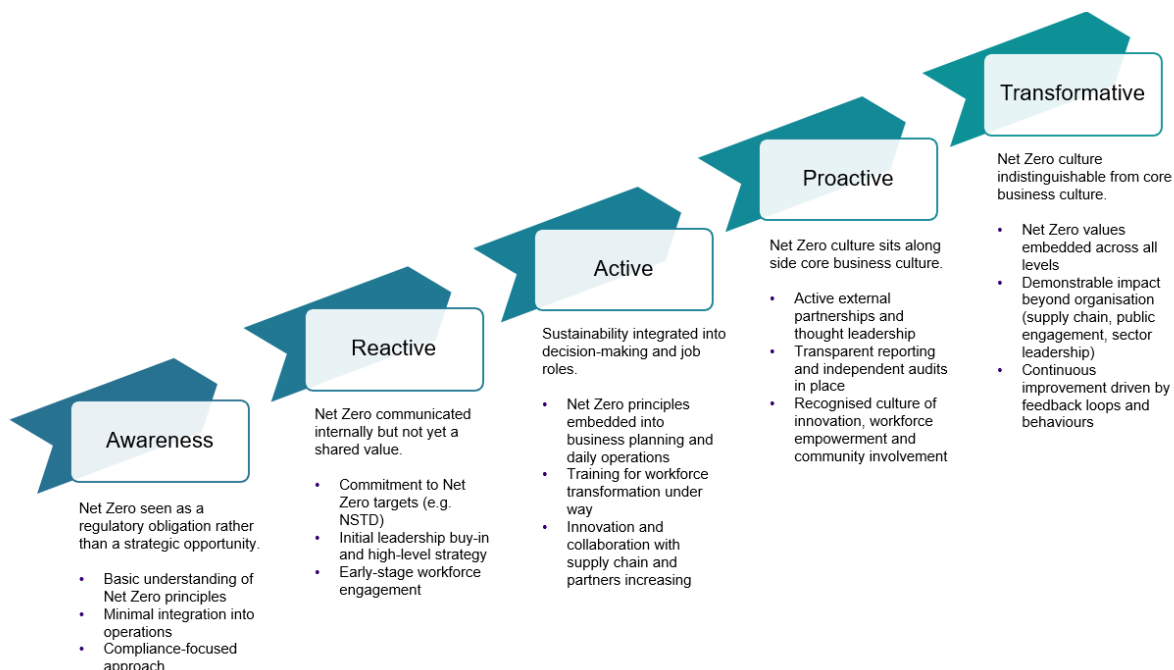 Awareness
Net Zero seen as a
regulatory obligation rather
than a strategic opportunity.
• Basic understanding of
Net Zero principles
• Minimal integration into
operations
• Compliance-focused
approach
Reactive
Net Zero communicated
internally but not yet a
shared value.
• Commitment to Net
Zero targets (e.g.
NSTD)
• Initial leadership buy-in
and high-level strategy
• Early-stage workforce
engagement
Active
Sustainability integrated into
decision-making and job
roles.
• Net Zero principles
embedded into
business planning and
daily operations
• Training for workforce
transformation under
way
• Innovation and
collaboration with
supply chain and
partners increasing
Proactive
Net Zero culture sits along
side core business culture.
• Active external
partnerships and
thought leadership
• Transparent reporting
and independent audits
in place
• Recognised culture of
innovation, workforce
empowerment and
community involvement
Transformative
Net Zero culture
indistinguishable from core
business culture.
• Net Zero values
embedded across all
levels
• Demonstrable impact
beyond organisation
(supply chain, public
engagement, sector
leadership)
• Continuous
improvement driven by
feedback loops and
behaviours